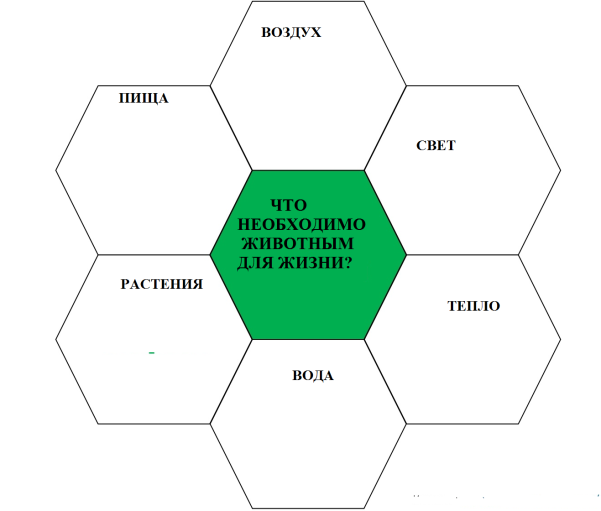 ВОЗДУХ
ПИЩА
СВЕТ
ЧТО
НЕОБХОДИМО
ЖИВОТНЫМ
ДЛЯ ЖИЗНИ?
РАСТЕНИЯ
ТЕПЛО
ВОДА